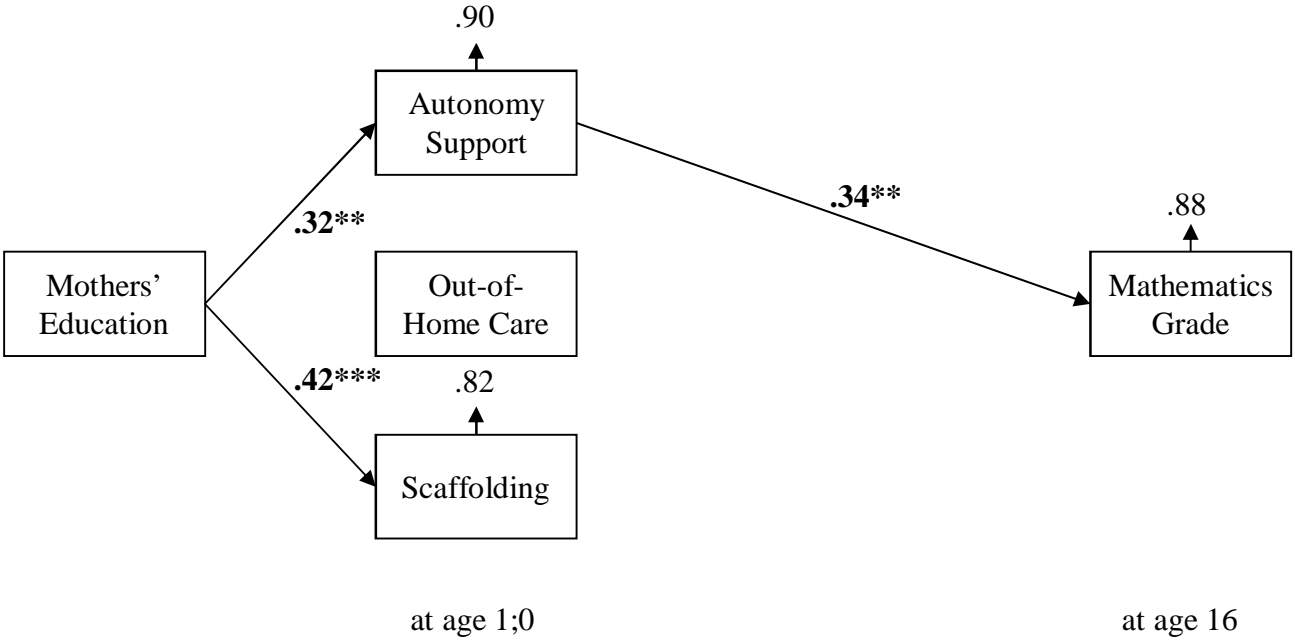 .90
Autonomy
Support
.34**
.88
.32**
Mothers’
Education
Out-of-
Home Care
Mathematics
Grade
.42***
.82
Scaffolding
at age 1;0
at age 16